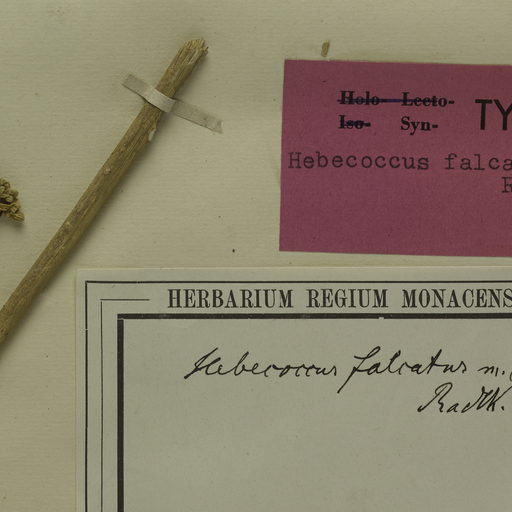 Holo- Lecto-
Iso- Syn- TY
Hebecoccus falca
R
HERBARIUM REGIUM MONACENS
Hebecoccus falcatus m.
Radlk.